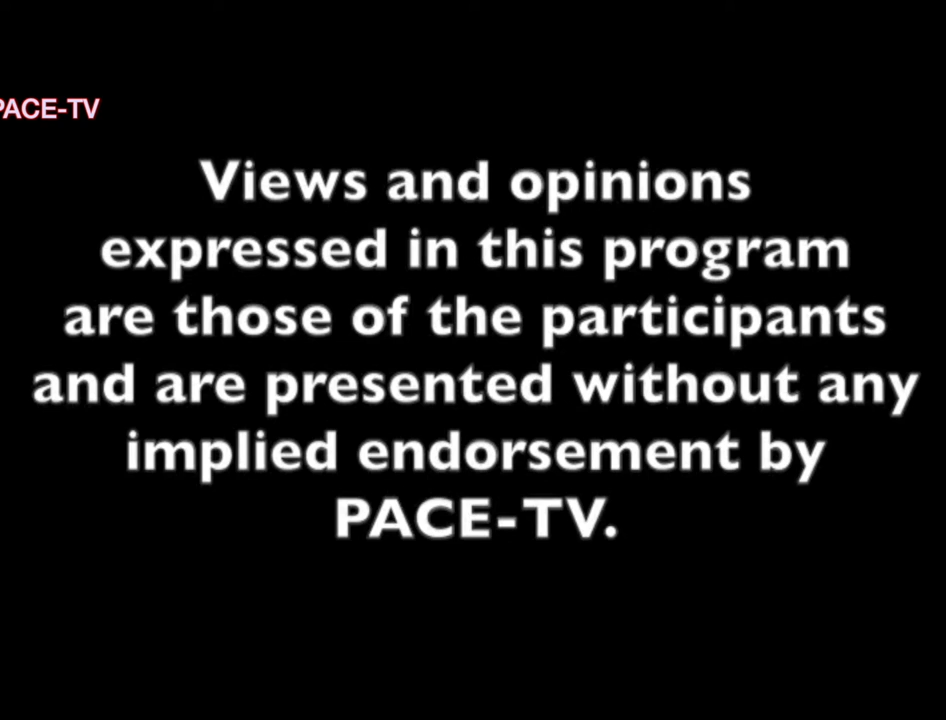 PACE-TV
Views and opinions
expressed in this program
are those of the participants
and are presented without any
implied endorsement by
PACE-TV.